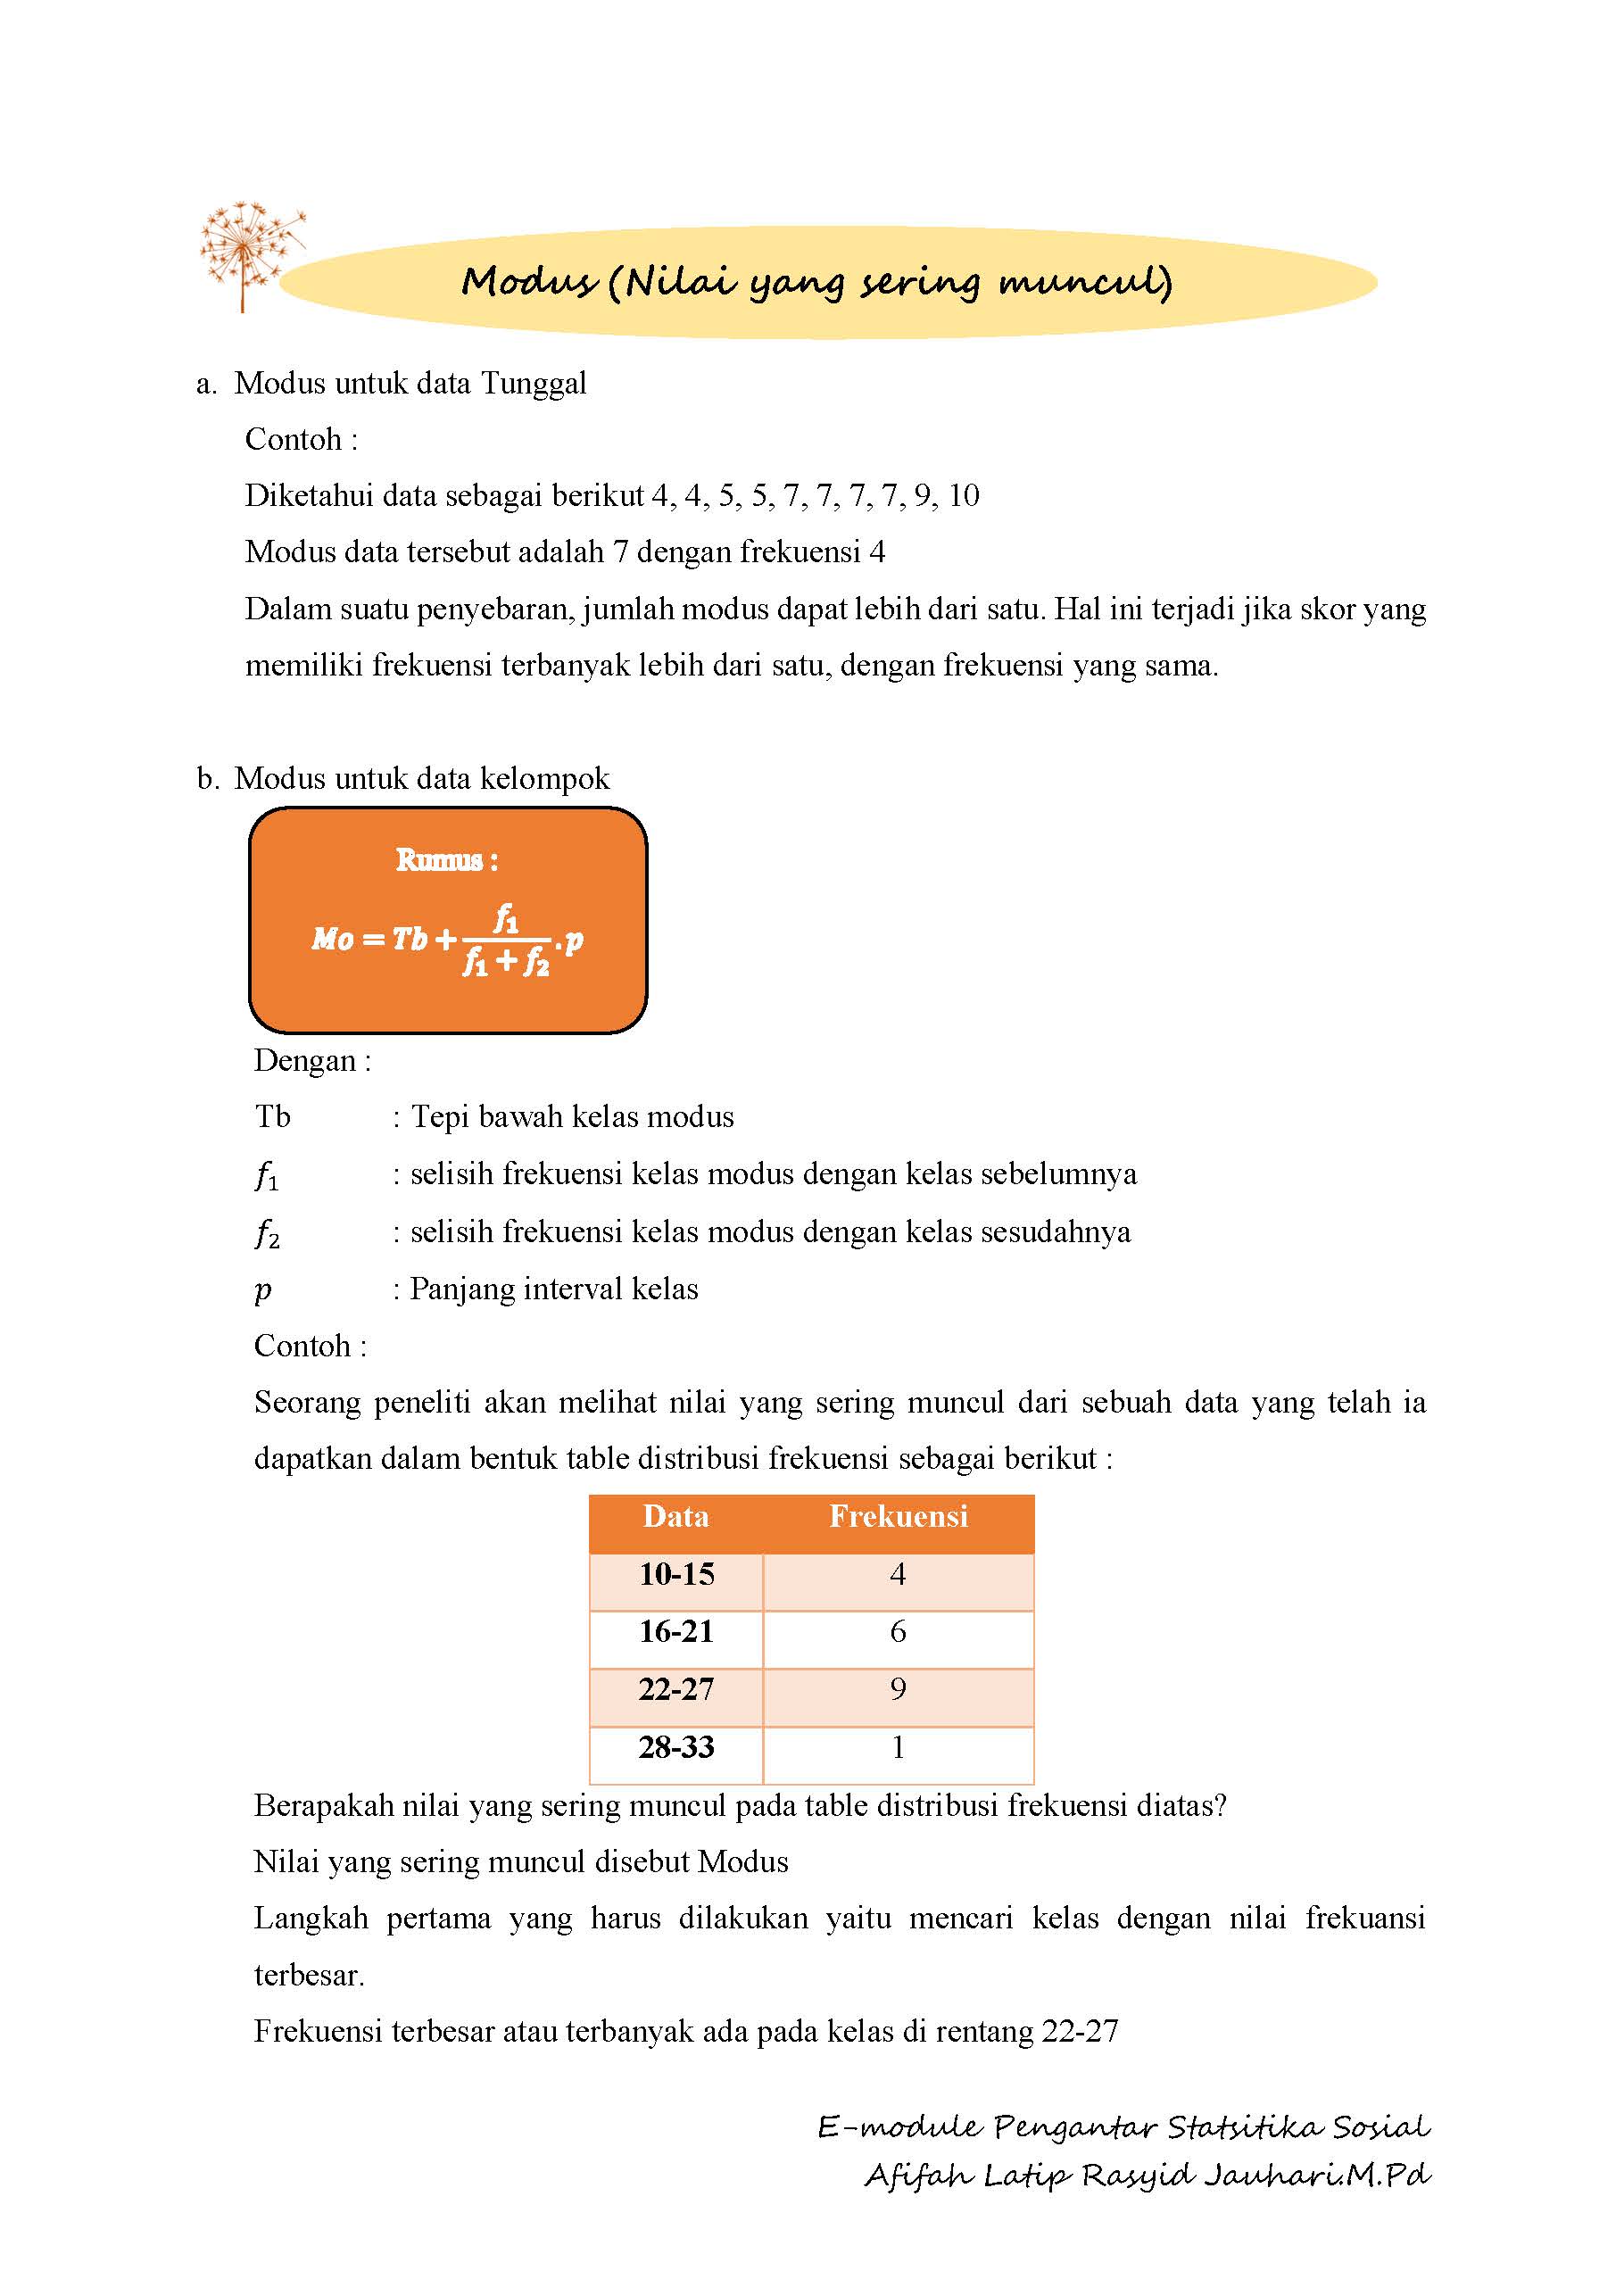 Modus (Nilai yang sering muncul)
a. Modus untuk data Tunggal
Contoh :
Diketahui data sebagai berikut 4, 4, 5, 5, 7, 7, 7, 7, 9, 10
Modus data tersebut adalah 7 dengan frekuensi 4
Dalam suatu penyebaran, jumlah modus dapat lebih dari satu. Hal ini terjadi jika skor yang
memiliki frekuensi terbanyak lebih dari satu, dengan frekuensi yang sama.
b. Modus untuk data kelompok
Rumus :
Mo = Tb + f₁ / (f₁ + f₂) . p
Dengan :
Tb : Tepi bawah kelas modus
f₁ : selisih frekuensi kelas modus dengan kelas sebelumnya
f₂ : selisih frekuensi kelas modus dengan kelas sesudahnya
p : Panjang interval kelas
Contoh :
Seorang peneliti akan melihat nilai yang sering muncul dari sebuah data yang telah ia
dapatkan dalam bentuk table distribusi frekuensi sebagai berikut :
Data Frekuensi
10-15 4
16-21 6
22-27 9
28-33 1
Berapakah nilai yang sering muncul pada table distribusi frekuensi diatas?
Nilai yang sering muncul disebut Modus
Langkah pertama yang harus dilakukan yaitu mencari kelas dengan nilai frekuansi
terbesar.
Frekuensi terbesar atau terbanyak ada pada kelas di rentang 22-27
E-module Pengantar Statsitika Sosial
Afifah Latip Rasyid Jauhari.M.Pd